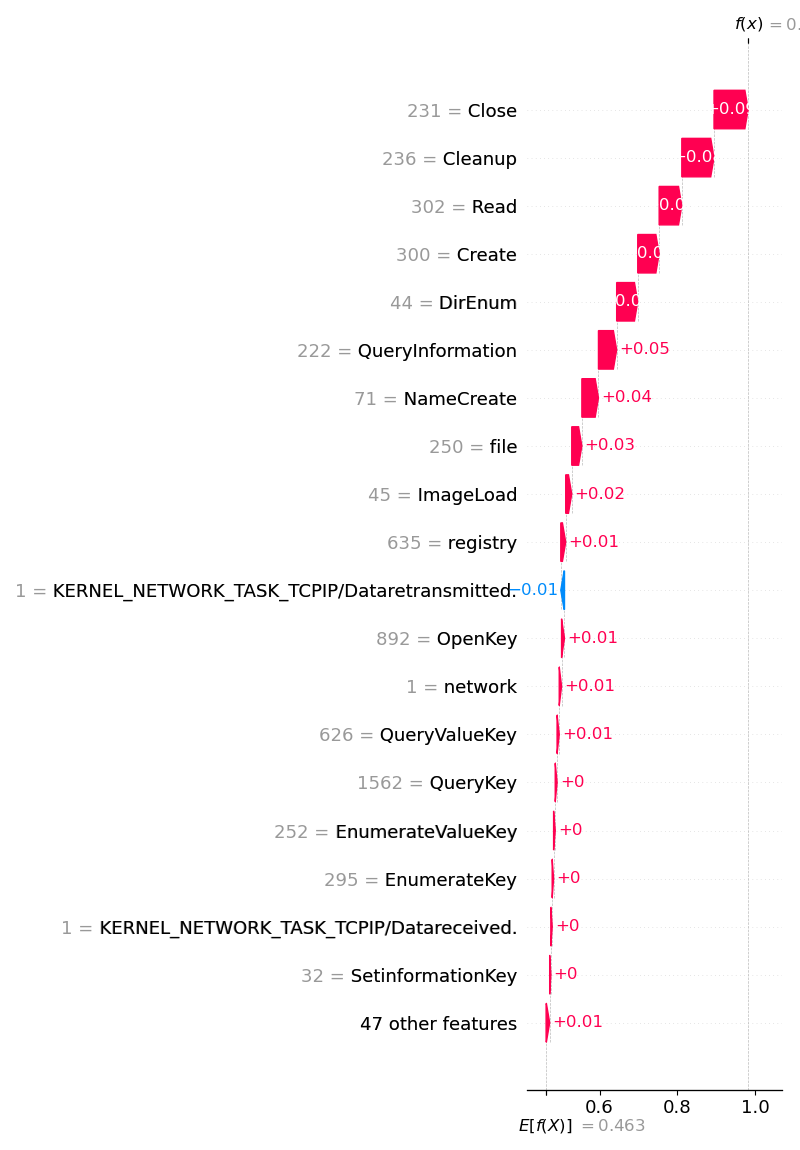 f(x) = 0.
231 = Close
236 = Cleanup
302 = Read
300 = Create
44 = DirEnum
222 = QueryInformation +0.05
71 = NameCreate +0.04
250 = file +0.03
45 = ImageLoad +0.02
635 = registry +0.01
1 = KERNEL_NETWORK_TASK_TCPIP/Dataretransmitted. −0.01
892 = OpenKey +0.01
1 = network +0.01
626 = QueryValueKey +0.01
1562 = QueryKey +0
252 = EnumerateValueKey +0
295 = EnumerateKey +0
1 = KERNEL_NETWORK_TASK_TCPIP/Datareceived. +0
32 = SetinformationKey +0
47 other features +0.01
0.6 0.8 1.0
E[f(X)] = 0.463